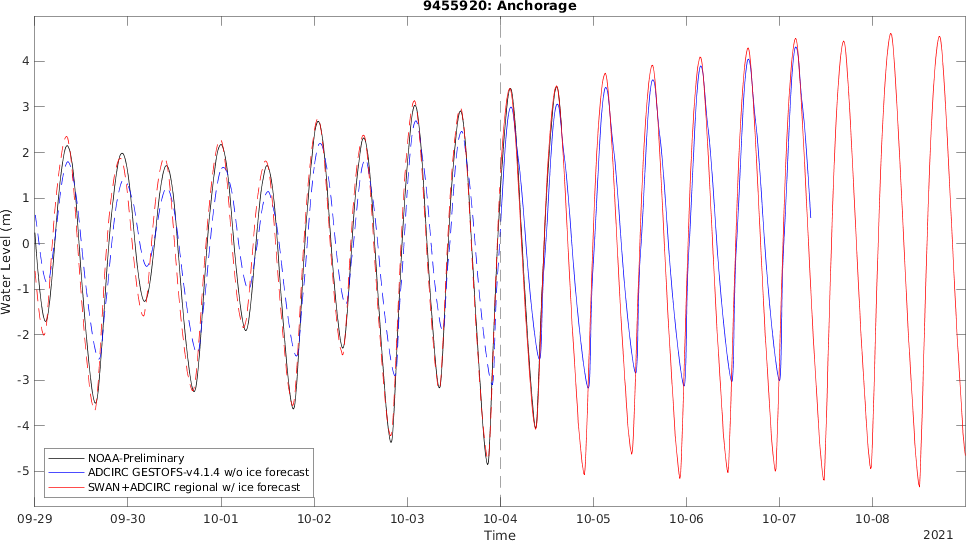 9455920: Anchorage
Water Level (m)
4
3
2
1
0
-1
-2
-3
-4
-5
NOAA-Preliminary
ADCIRC GESTOFS-v4.1.4 w/o ice forecast
SWAN+ADCIRC regional w/ ice forecast
09-29 09-30 10-01 10-02 10-03 10-04 10-05 10-06 10-07 10-08
Time
2021